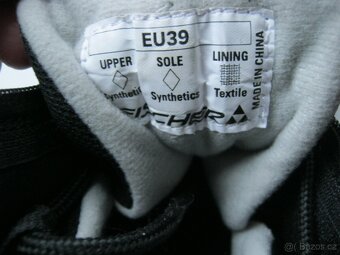 EU39
UPPER SOLE LINING
Synthetics Synthetics Textile
MADE IN CHINA
FISCHER
© Bazos.cz